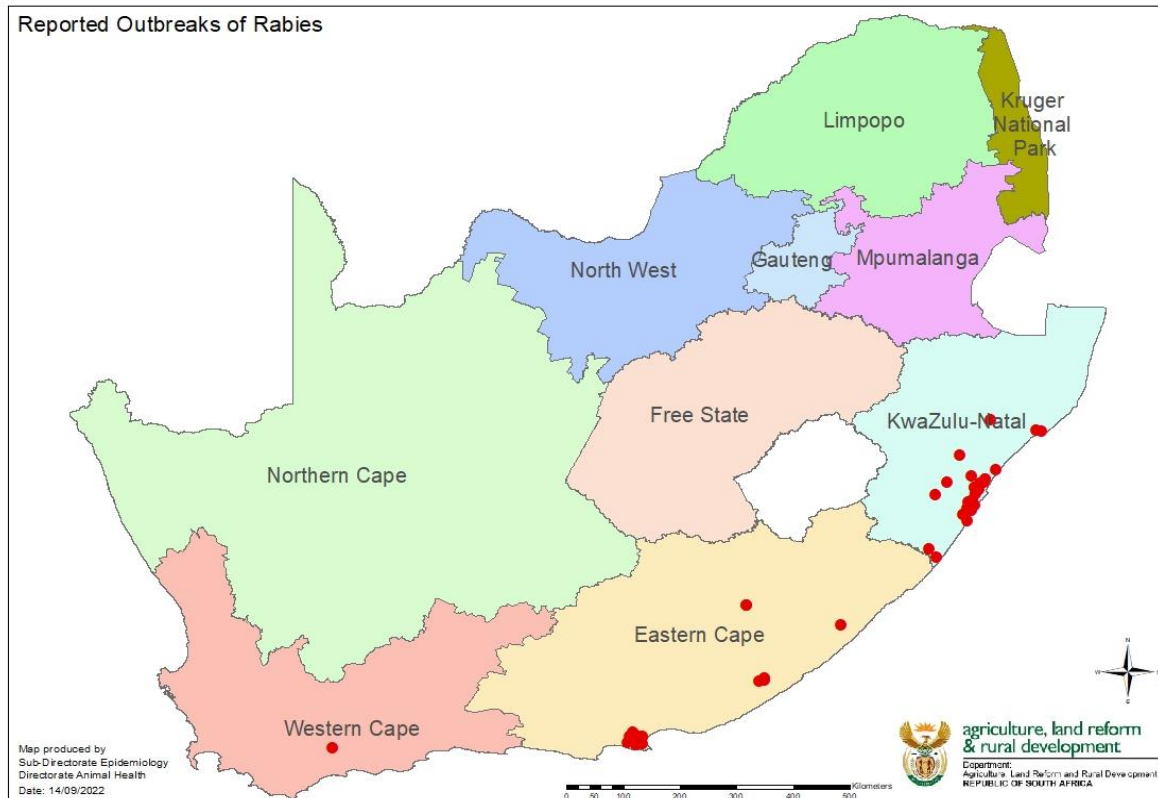 Reported Outbreaks of Rabies
Limpopo
Kruger
National
Park
North West
Gauteng
Mpumalanga
Free State
KwaZulu-Natal
Northern Cape
Eastern Cape
Western Cape
N
W
E
S
Map produced by
Sub-Directorate Epidemiology
Directorate Animal Health
Date: 14/09/2022
Kilometers
0 50 100 200 300 400 500
agriculture, land reform
& rural development
Department:
Agriculture, Land Reform and Rural Development
REPUBLIC OF SOUTH AFRICA